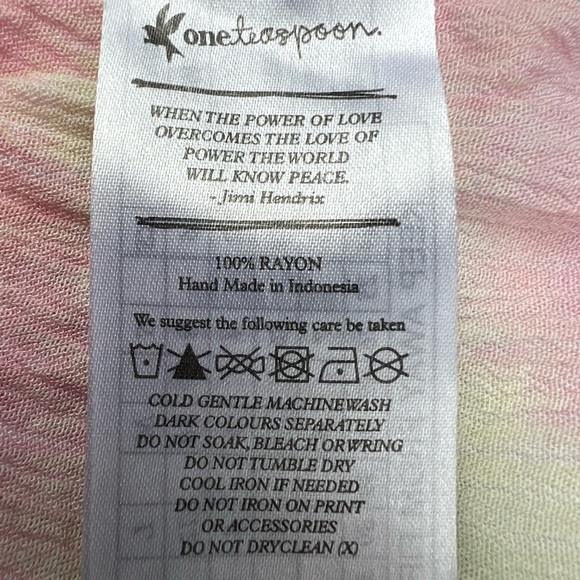 oneteaspoon.
WHEN THE POWER OF LOVE
OVERCOMES THE LOVE OF
POWER THE WORLD
WILL KNOW PEACE.
- Jimi Hendrix
100% RAYON
Hand Made in Indonesia
We suggest the following care be taken
COLD GENTLE MACHINE WASH
DARK COLOURS SEPARATELY
DO NOT SOAK, BLEACH OR WRING
DO NOT TUMBLE DRY
COOL IRON IF NEEDED
DO NOT IRON ON PRINT
OR ACCESSORIES
DO NOT DRYCLEAN (X)